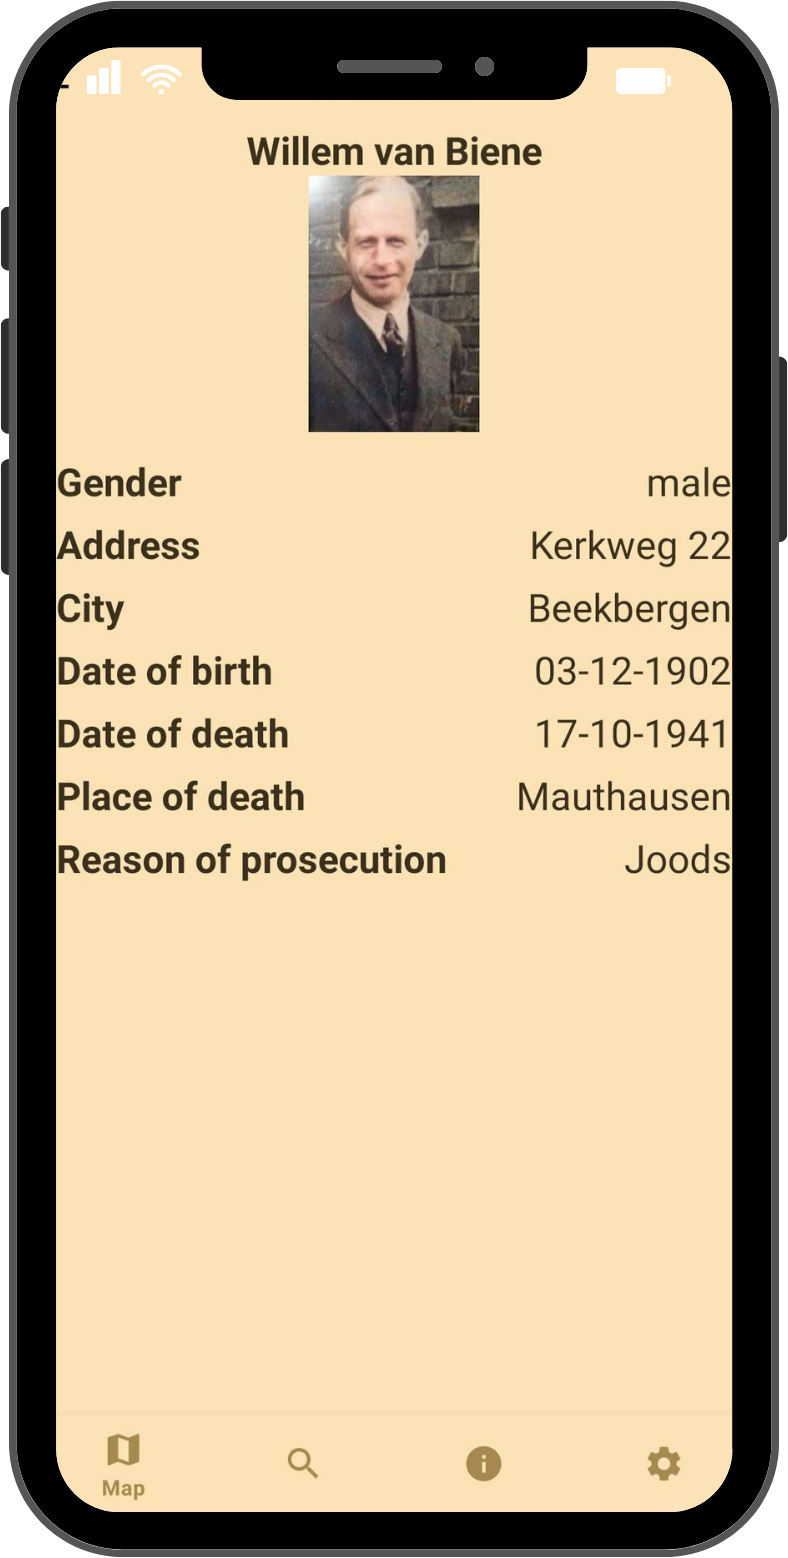 Willem van Biene
Gender male
Address Kerkweg 22
City Beekbergen
Date of birth 03-12-1902
Date of death 17-10-1941
Place of death Mauthausen
Reason of prosecution Joods
Map